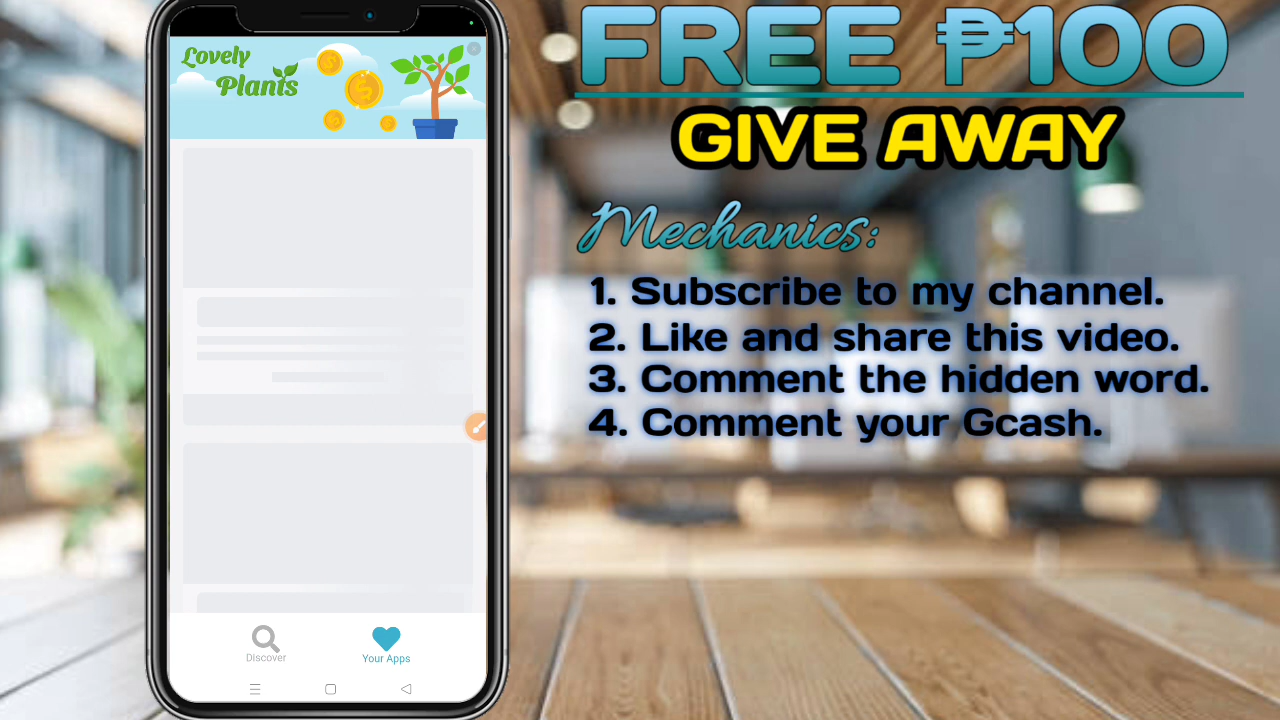 Lovely
Plants
Discover
Your Apps
FREE ₱100
GIVE AWAY
Mechanics:
1. Subscribe to my channel.
2. Like and share this video.
3. Comment the hidden word.
4. Comment your Gcash.